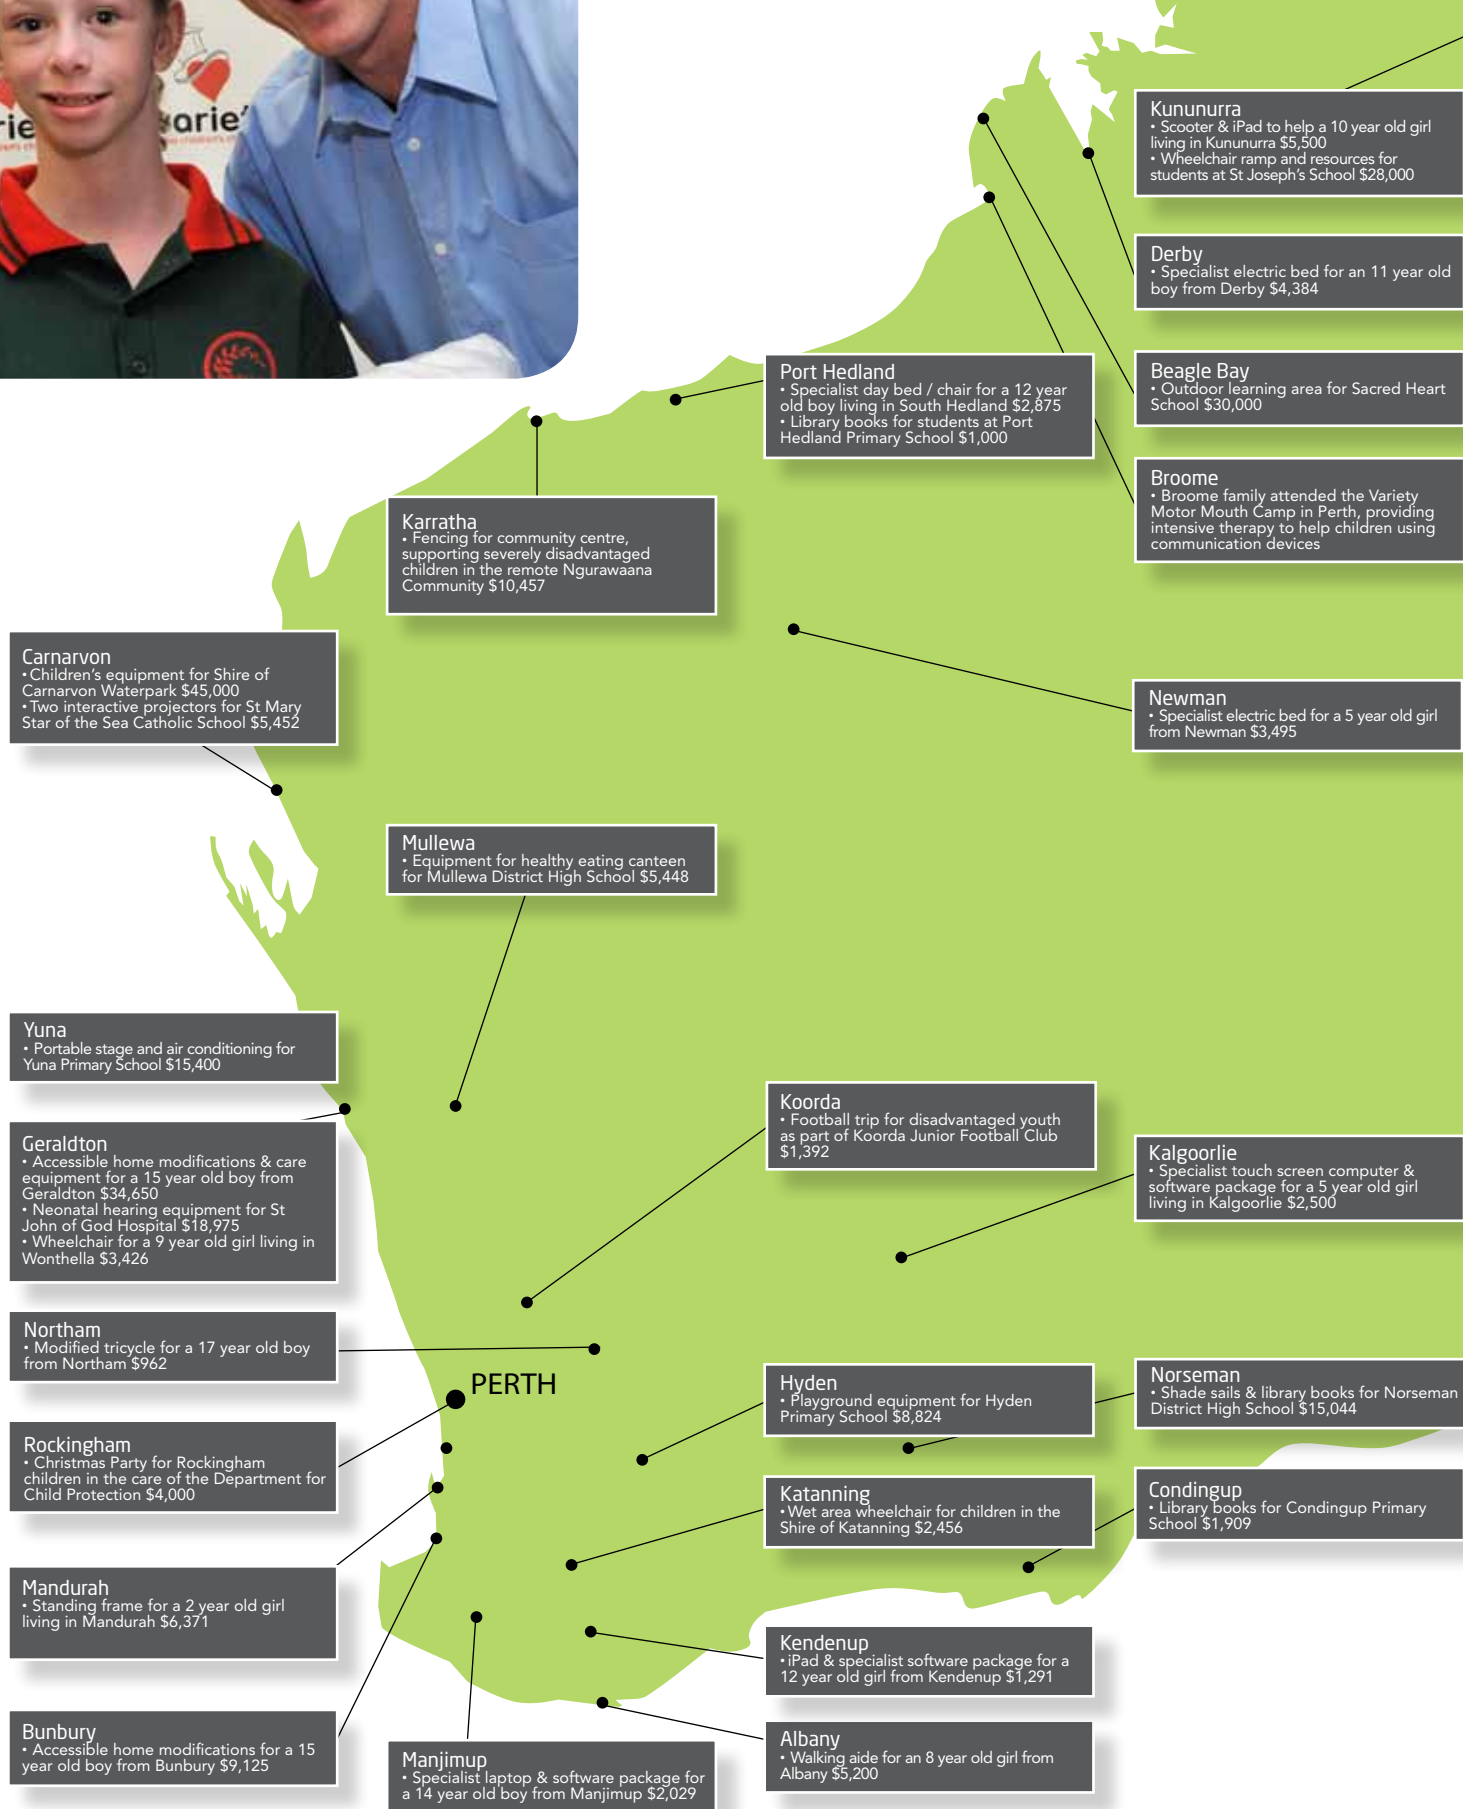 arie'
Kununurra
• Scooter & iPad to help a 10 year old girl
living in Kununurra $5,500
• Wheelchair ramp and resources for
students at St Joseph's School $28,000
Derby
• Specialist electric bed for an 11 year old
boy from Derby $4,384
Beagle Bay
• Outdoor learning area for Sacred Heart
School $30,000
Broome
• Broome family attended the Variety
Motor Mouth Camp in Perth, providing
intensive therapy to help children using
communication devices
Port Hedland
• Specialist day bed / chair for a 12 year
old boy living in South Hedland $2,875
• Library books for students at Port
Hedland Primary School $1,000
Karratha
• Fencing for community centre,
supporting severely disadvantaged
children in the remote Ngurawaana
Community $10,457
Carnarvon
• Children's equipment for Shire of
Carnarvon Waterpark $45,000
• Two interactive projectors for St Mary
Star of the Sea Catholic School $5,452
Newman
• Specialist electric bed for a 5 year old girl
from Newman $3,495
Mullewa
• Equipment for healthy eating canteen
for Mullewa District High School $5,448
Yuna
• Portable stage and air conditioning for
Yuna Primary School $15,400
Geraldton
• Accessible home modifications & care
equipment for a 15 year old boy from
Geraldton $34,650
• Neonatal hearing equipment for St
John of God Hospital $18,975
• Wheelchair for a 9 year old girl living in
Wonthella $3,426
Koorda
• Football trip for disadvantaged youth
as part of Koorda Junior Football Club
$1,392
Kalgoorlie
• Specialist touch screen computer &
software package for a 5 year old girl
living in Kalgoorlie $2,500
Northam
• Modified tricycle for a 17 year old boy
from Northam $962
PERTH
Hyden
• Playground equipment for Hyden
Primary School $8,824
Norseman
• Shade sails & library books for Norseman
District High School $15,044
Rockingham
• Christmas Party for Rockingham
children in the care of the Department for
Child Protection $4,000
Katanning
• Wet area wheelchair for children in the
Shire of Katanning $2,456
Condingup
• Library books for Condingup Primary
School $1,909
Mandurah
• Standing frame for a 2 year old girl
living in Mandurah $6,371
Kendenup
• iPad & specialist software package for a
12 year old girl from Kendenup $1,291
Bunbury
• Accessible home modifications for a 15
year old boy from Bunbury $9,125
Manjimup
• Specialist laptop & software package for
a 14 year old boy from Manjimup $2,029
Albany
• Walking aide for an 8 year old girl from
Albany $5,200